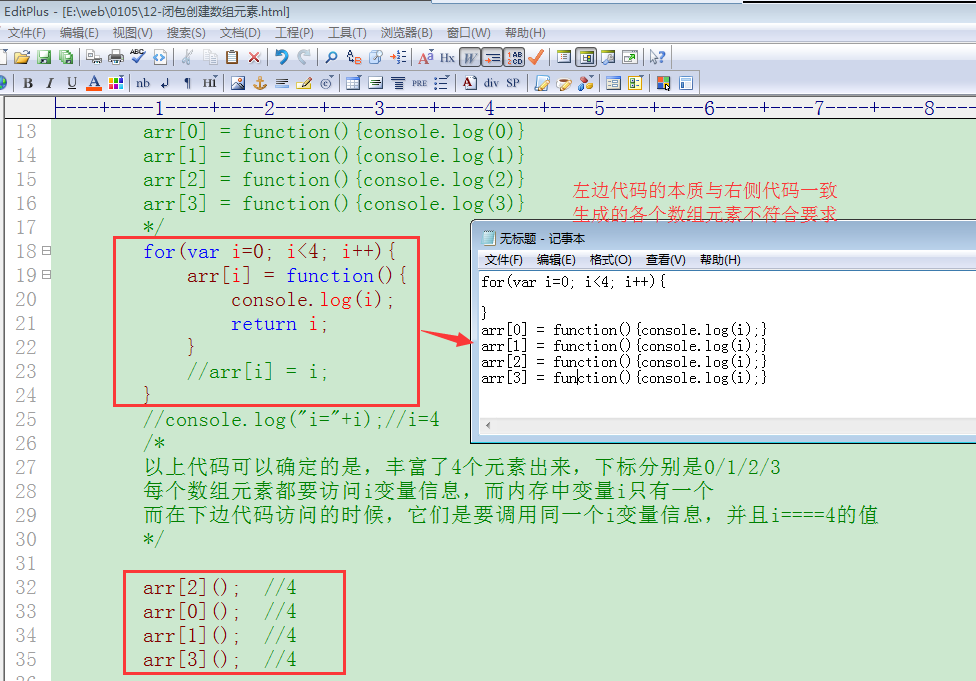 EditPlus - [E:\web\0105\12-闭包创建数组元素.html]
文件(F) 编辑(E) 视图(V) 搜索(S) 文档(D) 工程(P) 工具(T) 浏览器(B) 窗口(W) 帮助(H)
B I U A nb ¶ HI PRE A div SP
----+----1----+----2----+----3----+----4----+----5----+----6----+----7----+----8----
13 arr[0] = function(){console.log(0)}
14 arr[1] = function(){console.log(1)}
15 arr[2] = function(){console.log(2)}
16 arr[3] = function(){console.log(3)}
17 */
18 for(var i=0; i<4; i++){
19 arr[i] = function(){
20 console.log(i);
21 return i;
22 }
23 //arr[i] = i;
24 }
25 //console.log("i="+i);//i=4
26 /*
27 以上代码可以确定的是，丰富了4个元素出来，下标分别是0/1/2/3
28 每个数组元素都要访问i变量信息，而内存中变量i只有一个
29 而在下边代码访问的时候，它们是要调用同一个i变量信息，并且i====4的值
30 */
31
32 arr[2](); //4
33 arr[0](); //4
34 arr[1](); //4
35 arr[3](); //4
左边代码的本质与右侧代码一致
生成的各个数组元素不符合要求
无标题 - 记事本
文件(F) 编辑(E) 格式(O) 查看(V) 帮助(H)
for(var i=0; i<4; i++){
}
arr[0] = function(){console.log(i);}
arr[1] = function(){console.log(i);}
arr[2] = function(){console.log(i);}
arr[3] = function(){console.log(i);}